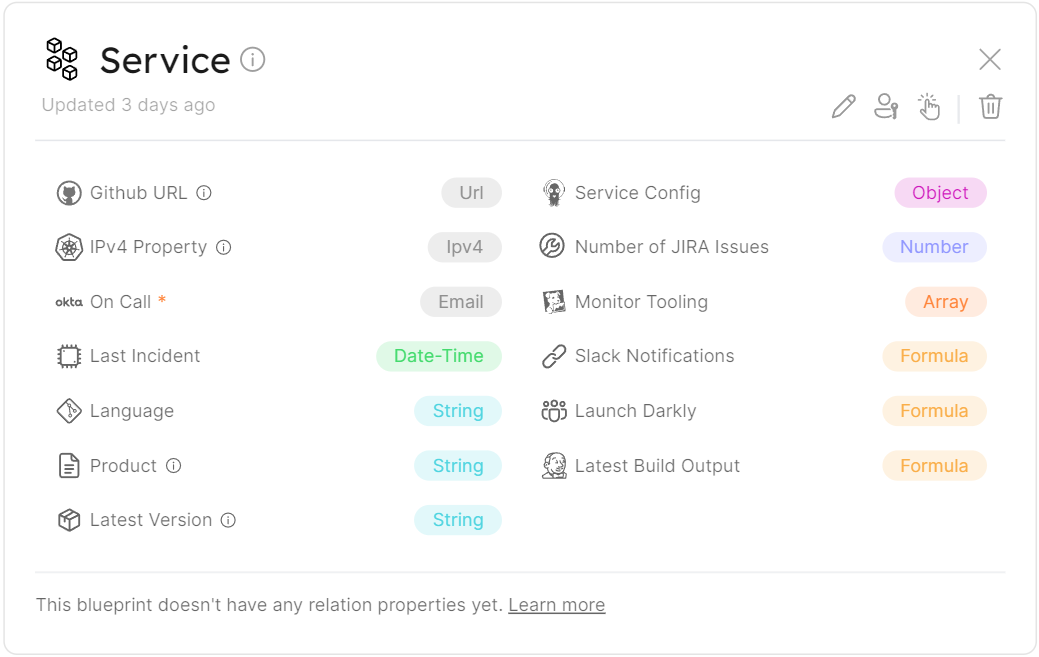 Service
Updated 3 days ago
Github URL Url
IPv4 Property Ipv4
okta On Call * Email
Last Incident Date-Time
Language String
Product String
Latest Version String
Service Config Object
Number of JIRA Issues Number
Monitor Tooling Array
Slack Notifications Formula
Launch Darkly Formula
Latest Build Output Formula
This blueprint doesn't have any relation properties yet. Learn more